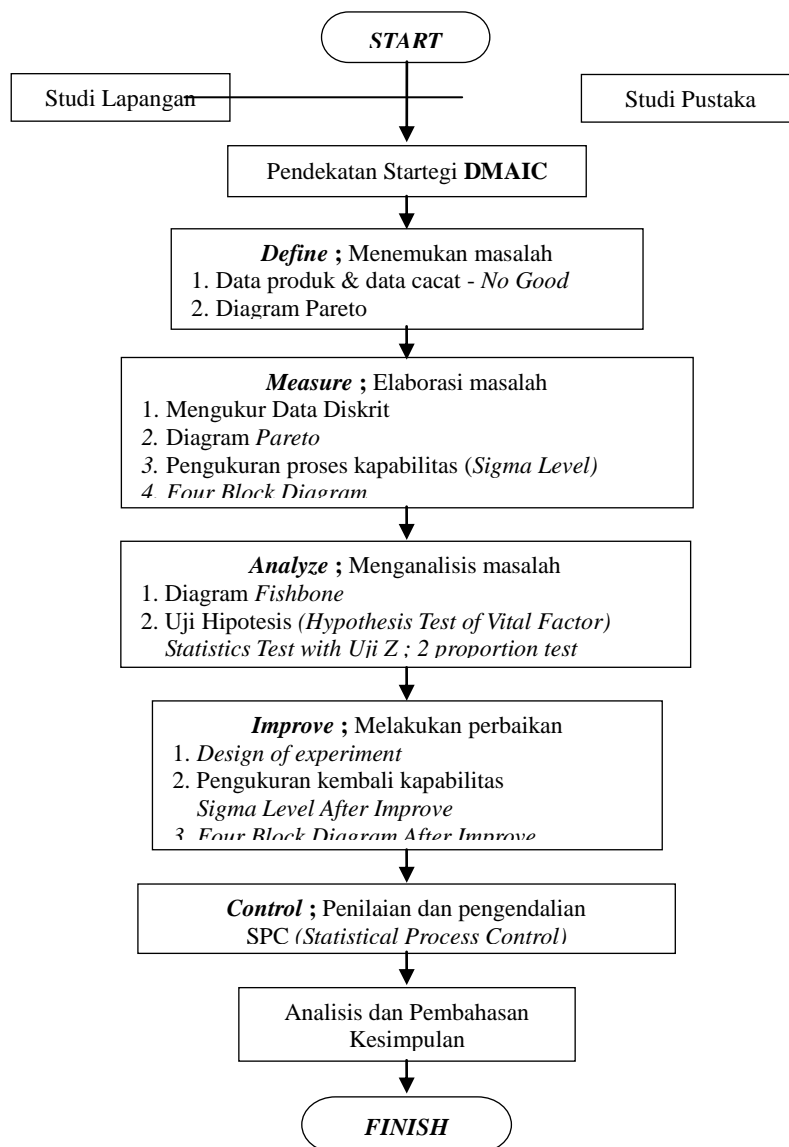 START
Studi Lapangan
Studi Pustaka
Pendekatan Startegi DMAIC
Define ; Menemukan masalah
1. Data produk & data cacat - No Good
2. Diagram Pareto
Measure ; Elaborasi masalah
1. Mengukur Data Diskrit
2. Diagram Pareto
3. Pengukuran proses kapabilitas (Sigma Level)
4. Four Block Diagram
Analyze ; Menganalisis masalah
1. Diagram Fishbone
2. Uji Hipotesis (Hypothesis Test of Vital Factor)
Statistics Test with Uji Z ; 2 proportion test
Improve ; Melakukan perbaikan
1. Design of experiment
2. Pengukuran kembali kapabilitas
Sigma Level After Improve
3. Four Block Diagram After Improve
Control ; Penilaian dan pengendalian
SPC (Statistical Process Control)
Analisis dan Pembahasan
Kesimpulan
FINISH